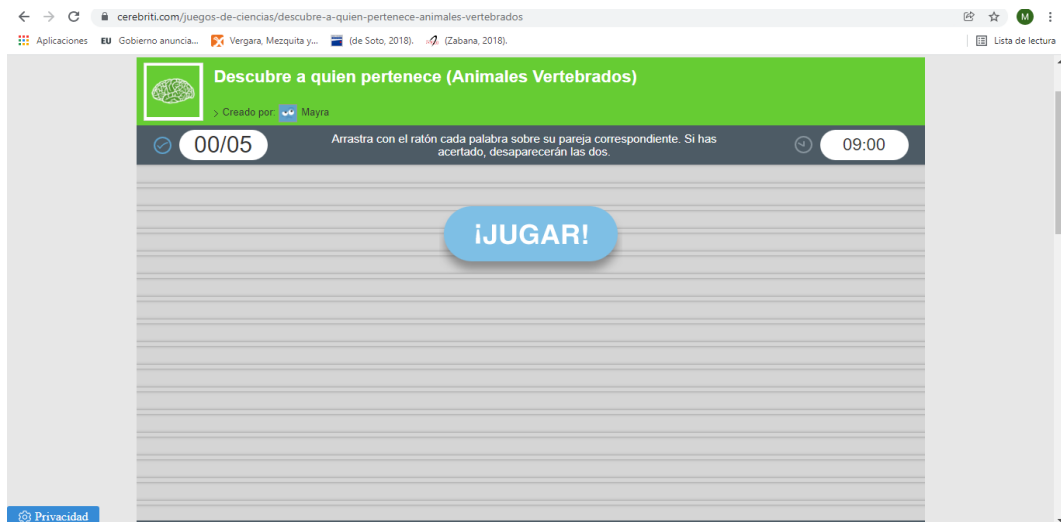 cerebriti.com/juegos-de-ciencias/descubre-a-quien-pertenece-animales-vertebrados
M
Aplicaciones EU Gobierno anuncia... Vergara, Mezquita y... (de Soto, 2018). (Zabana, 2018). Lista de lectura
Descubre a quien pertenece (Animales Vertebrados)
> Creado por: Mayra
00/05
Arrastra con el ratón cada palabra sobre su pareja correspondiente. Si has
acertado, desaparecerán las dos.
09:00
¡JUGAR!
Privacidad